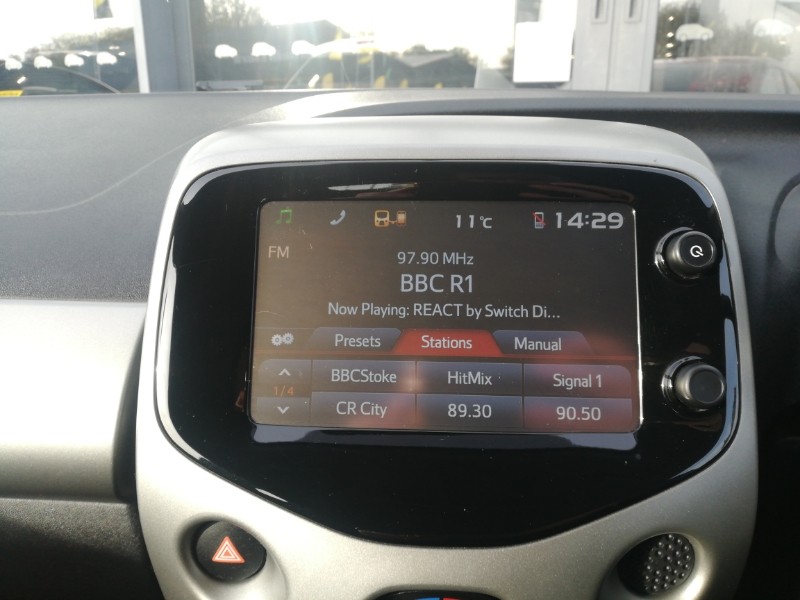 11°C 14:29
FM
97.90 MHz
BBC R1
Now Playing: REACT by Switch Di...
Presets Stations Manual
BBCStoke HitMix Signal 1
1/4
CR City 89.30 90.50